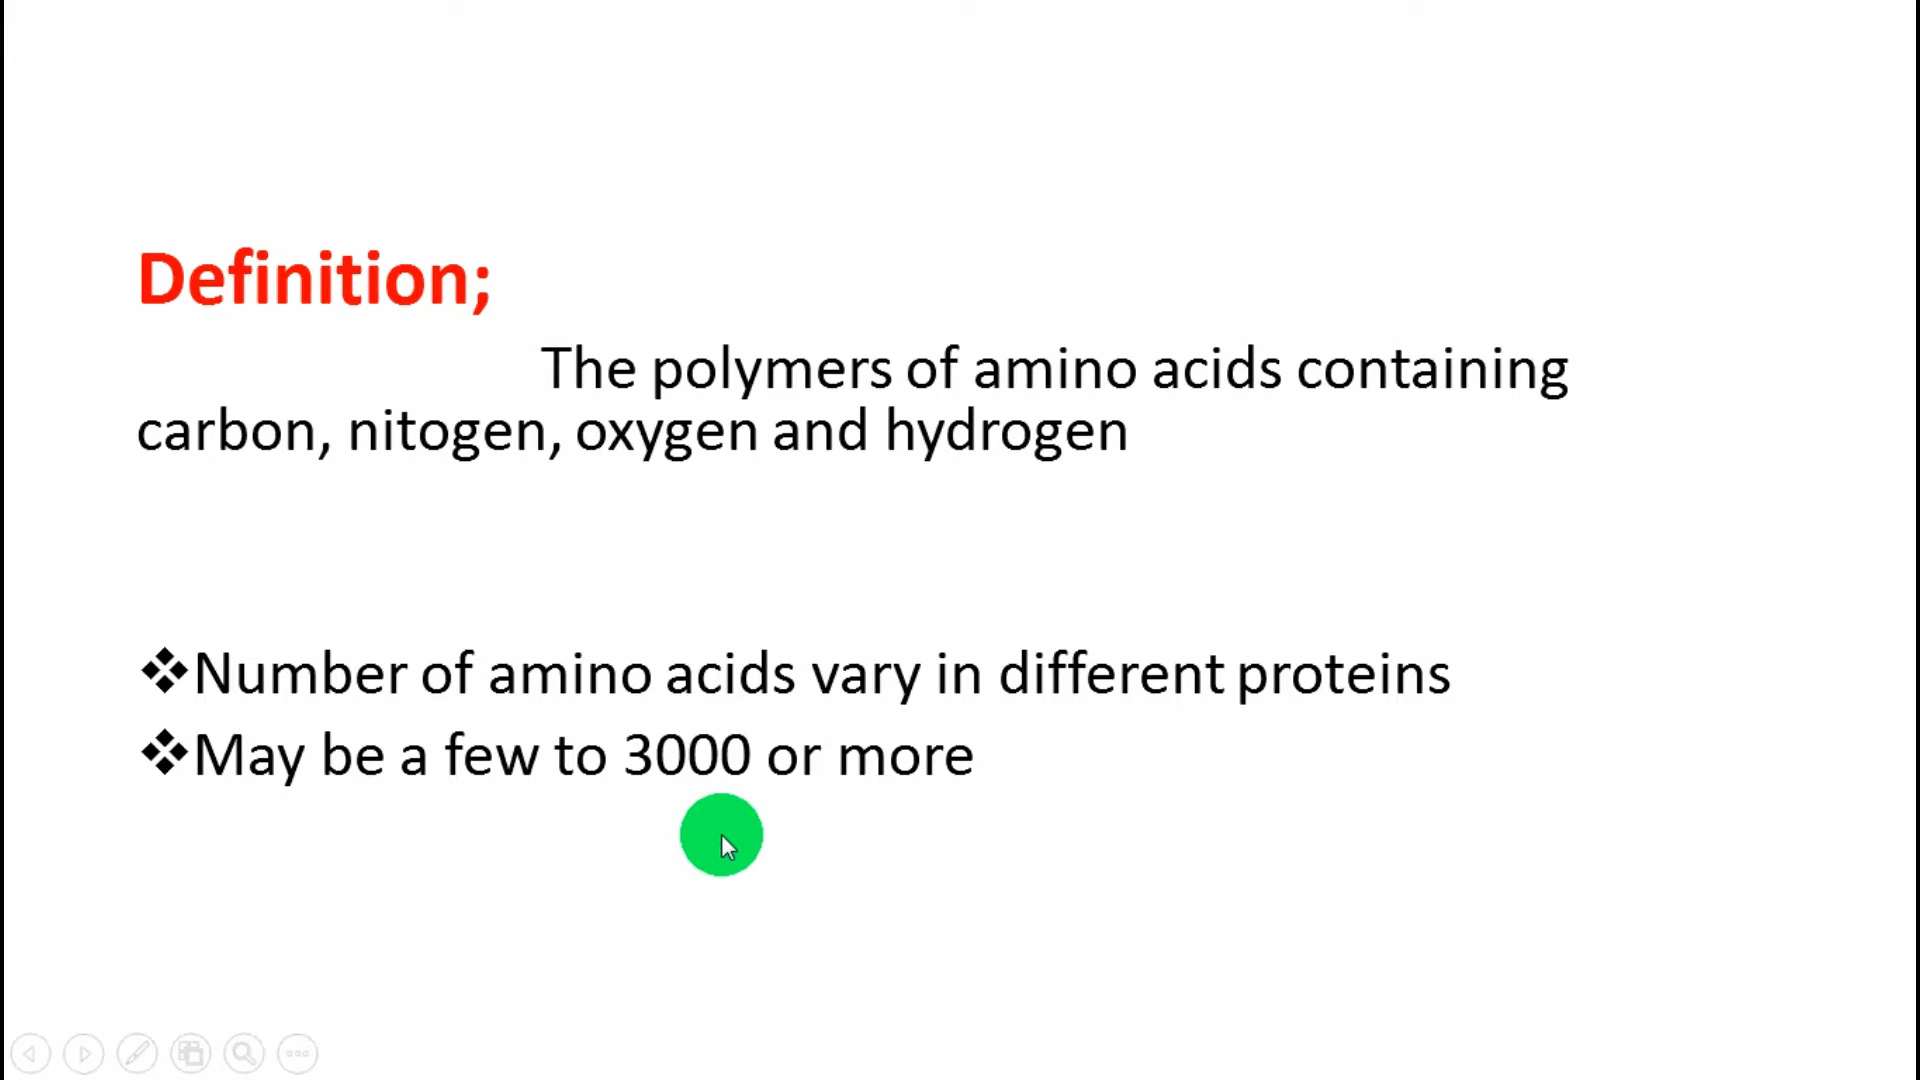 Definition;
The polymers of amino acids containing
carbon, nitogen, oxygen and hydrogen
❖Number of amino acids vary in different proteins
❖May be a few to 3000 or more